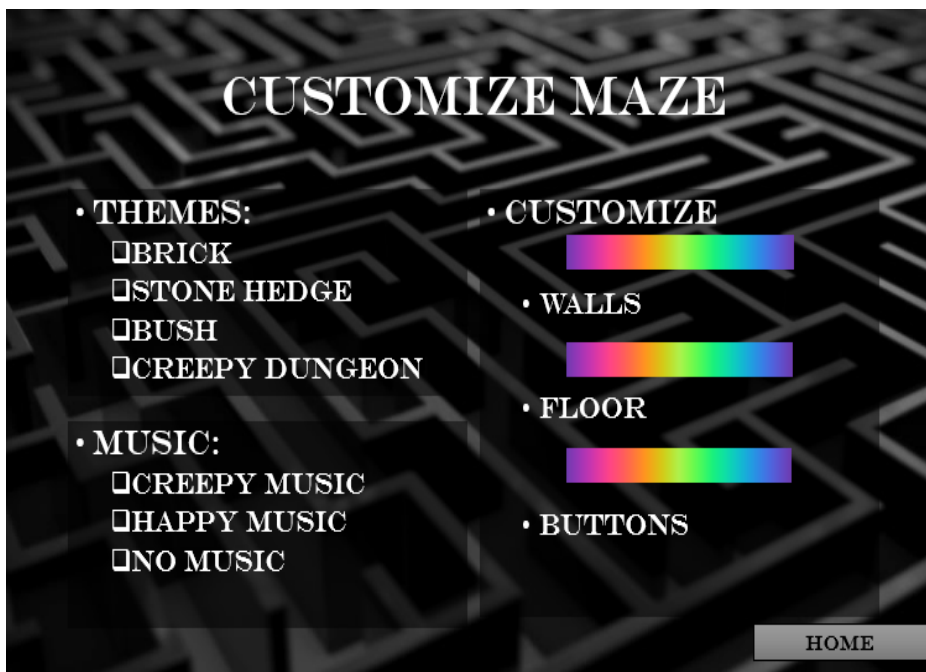 CUSTOMIZE MAZE
• THEMES:
❑BRICK
❑STONE HEDGE
❑BUSH
❑CREEPY DUNGEON
• MUSIC:
❑CREEPY MUSIC
❑HAPPY MUSIC
❑NO MUSIC
• CUSTOMIZE
• WALLS
• FLOOR
• BUTTONS
HOME